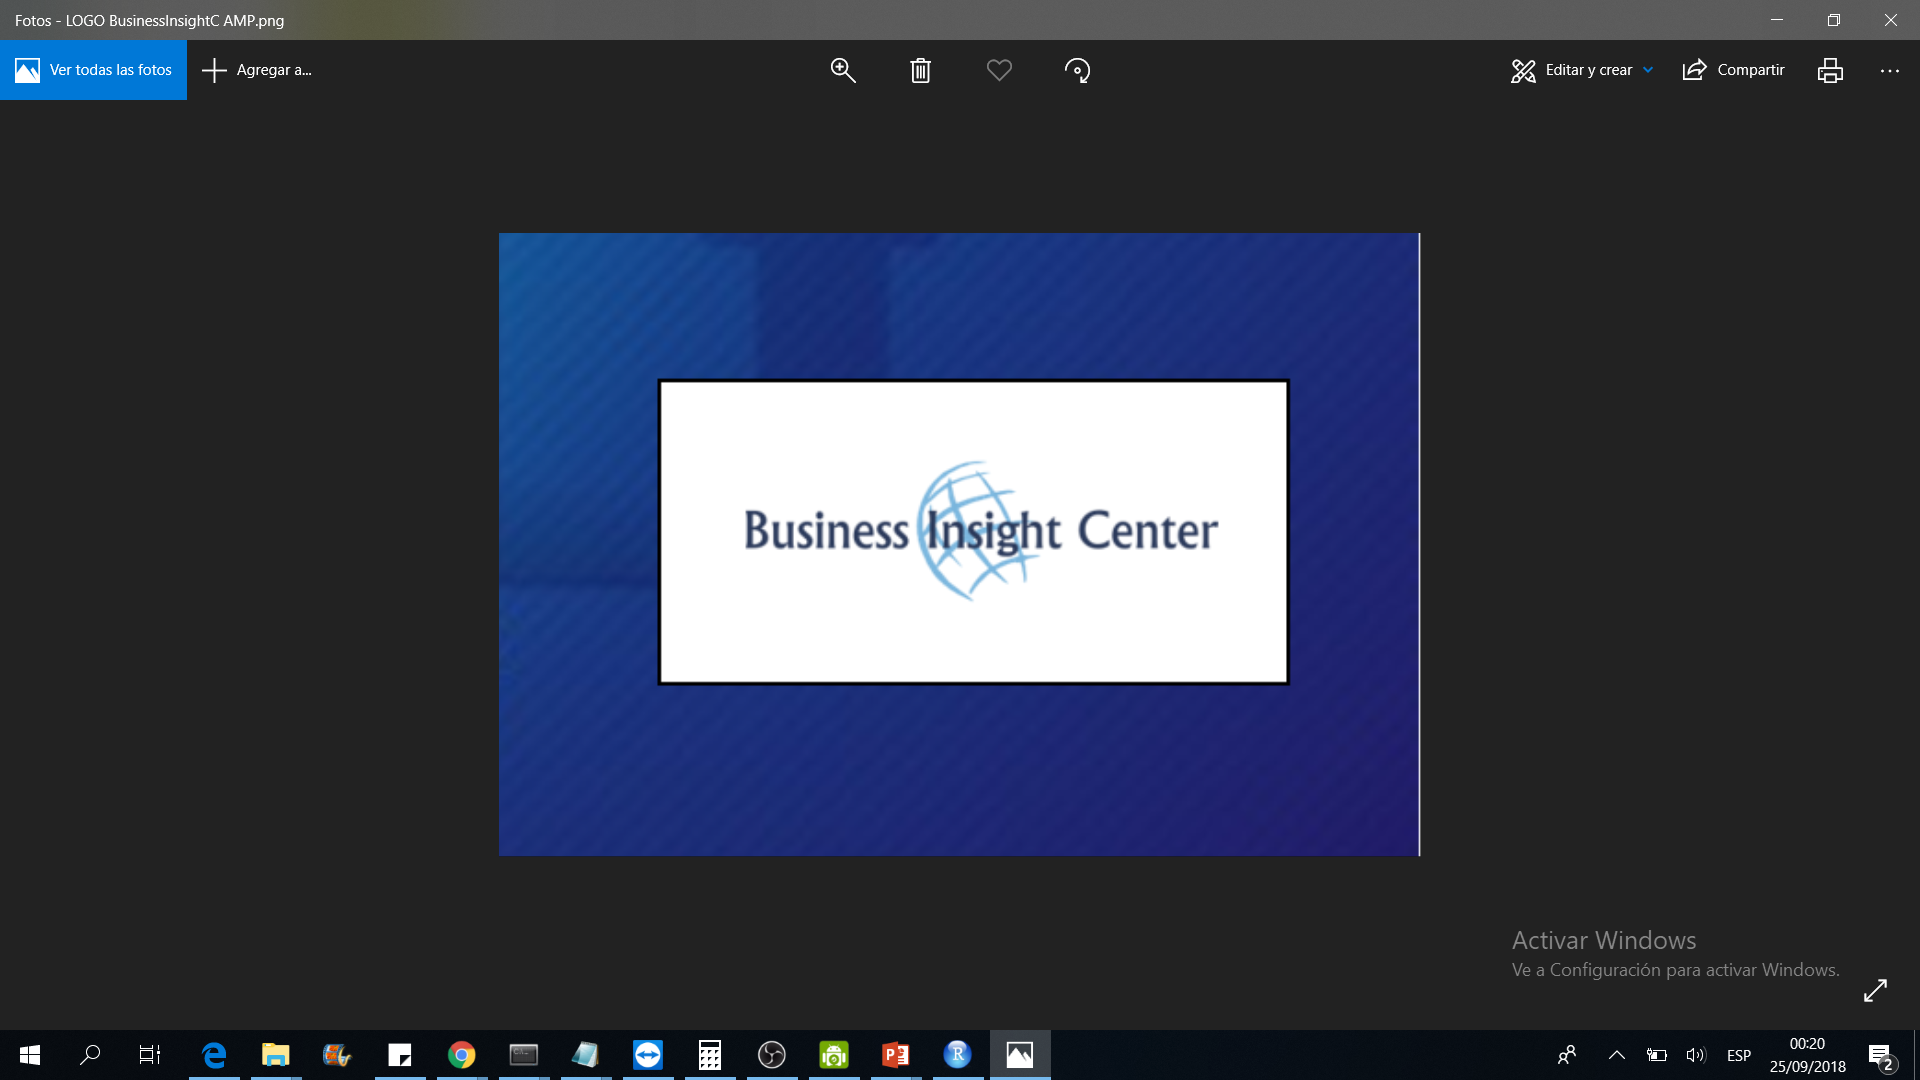 Fotos - LOGO BusinessInsightC AMP.png
Ver todas las fotos
Agregar a...
Editar y crear
Compartir
Business Insight Center
Activar Windows
Ve a Configuración para activar Windows.
ESP
00:20
25/09/2018
2